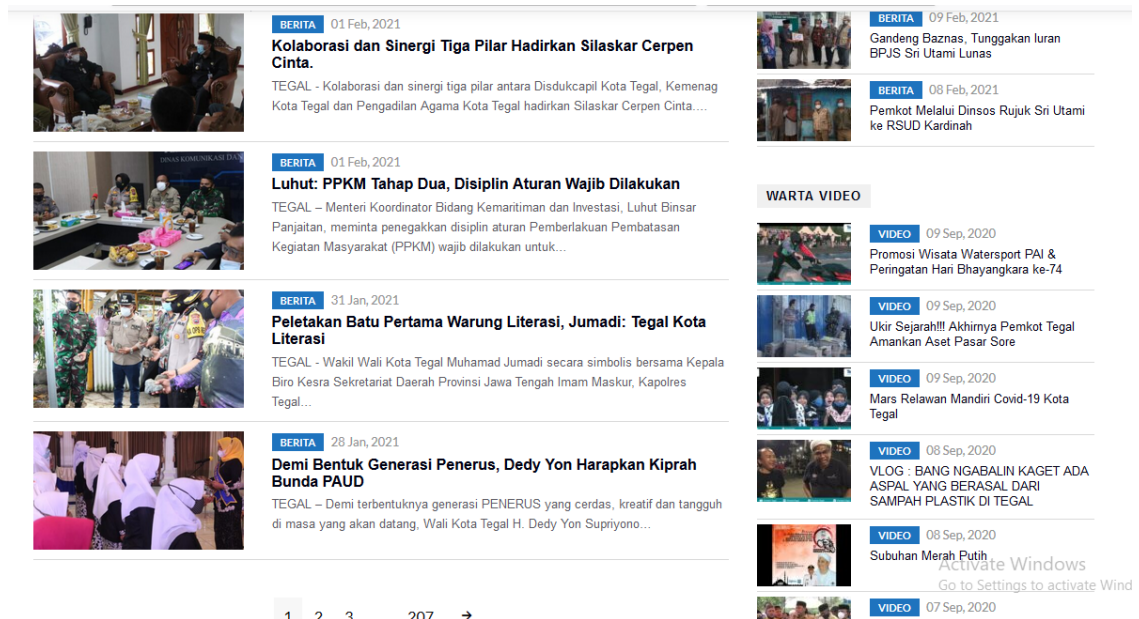 BERITA 01 Feb, 2021
Kolaborasi dan Sinergi Tiga Pilar Hadirkan Silaskar Cerpen
Cinta.
TEGAL - Kolaborasi dan sinergi tiga pilar antara Disdukcapil Kota Tegal, Kemenag
Kota Tegal dan Pengadilan Agama Kota Tegal hadirkan Silaskar Cerpen Cinta....
DINAS KOMUNIKASI DAN
BERITA 01 Feb, 2021
Luhut: PPKM Tahap Dua, Disiplin Aturan Wajib Dilakukan
TEGAL – Menteri Koordinator Bidang Kemaritiman dan Investasi, Luhut Binsar
Panjaitan, meminta penegakkan disiplin aturan Pemberlakuan Pembatasan
Kegiatan Masyarakat (PPKM) wajib dilakukan untuk...
BERITA 31 Jan, 2021
Peletakan Batu Pertama Warung Literasi, Jumadi: Tegal Kota
Literasi
TEGAL - Wakil Wali Kota Tegal Muhamad Jumadi secara simbolis bersama Kepala
Biro Kesra Sekretariat Daerah Provinsi Jawa Tengah Imam Maskur, Kapolres
Tegal...
BERITA 28 Jan, 2021
Demi Bentuk Generasi Penerus, Dedy Yon Harapkan Kiprah
Bunda PAUD
TEGAL – Demi terbentuknya generasi PENERUS yang cerdas, kreatif dan tangguh
di masa yang akan datang, Wali Kota Tegal H. Dedy Yon Supriyono...
1 2 3 ... 207 →
BERITA 09 Feb, 2021
Gandeng Baznas, Tunggakan Iuran
BPJS Sri Utami Lunas
BERITA 08 Feb, 2021
Pemkot Melalui Dinsos Rujuk Sri Utami
ke RSUD Kardinah
WARTA VIDEO
VIDEO 09 Sep, 2020
Promosi Wisata Watersport PAI &
Peringatan Hari Bhayangkara ke-74
VIDEO 09 Sep, 2020
Ukir Sejarah!!! Akhirnya Pemkot Tegal
Amankan Aset Pasar Sore
VIDEO 09 Sep, 2020
Mars Relawan Mandiri Covid-19 Kota
Tegal
VIDEO 08 Sep, 2020
VLOG : BANG NGABALIN KAGET ADA
ASPAL YANG BERASAL DARI
SAMPAH PLASTIK DI TEGAL
VIDEO 08 Sep, 2020
Subuhan Merah Putih
VIDEO 07 Sep, 2020
Activate Windows
Go to Settings to activate Wind